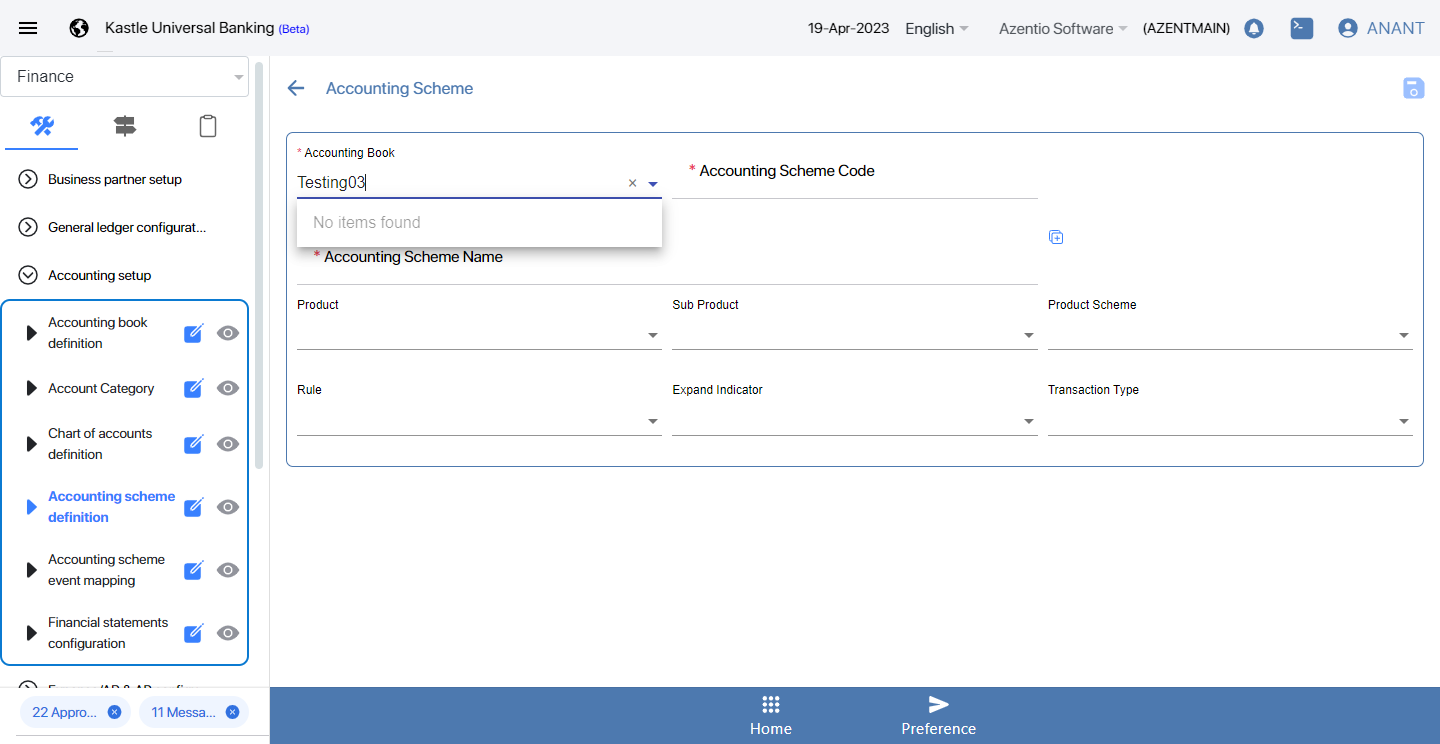 Kastle Universal Banking (Beta)
19-Apr-2023
English
Azentio Software
(AZENTMAIN)
ANANT
Finance
Business partner setup
General ledger configurat...
Accounting setup
Accounting book
definition
Account Category
Chart of accounts
definition
Accounting scheme
definition
Accounting scheme
event mapping
Financial statements
configuration
22 Appro...
11 Messa...
Accounting Scheme
* Accounting Book
Testing03
No items found
* Accounting Scheme Code
* Accounting Scheme Name
Product
Sub Product
Product Scheme
Rule
Expand Indicator
Transaction Type
Home
Preference